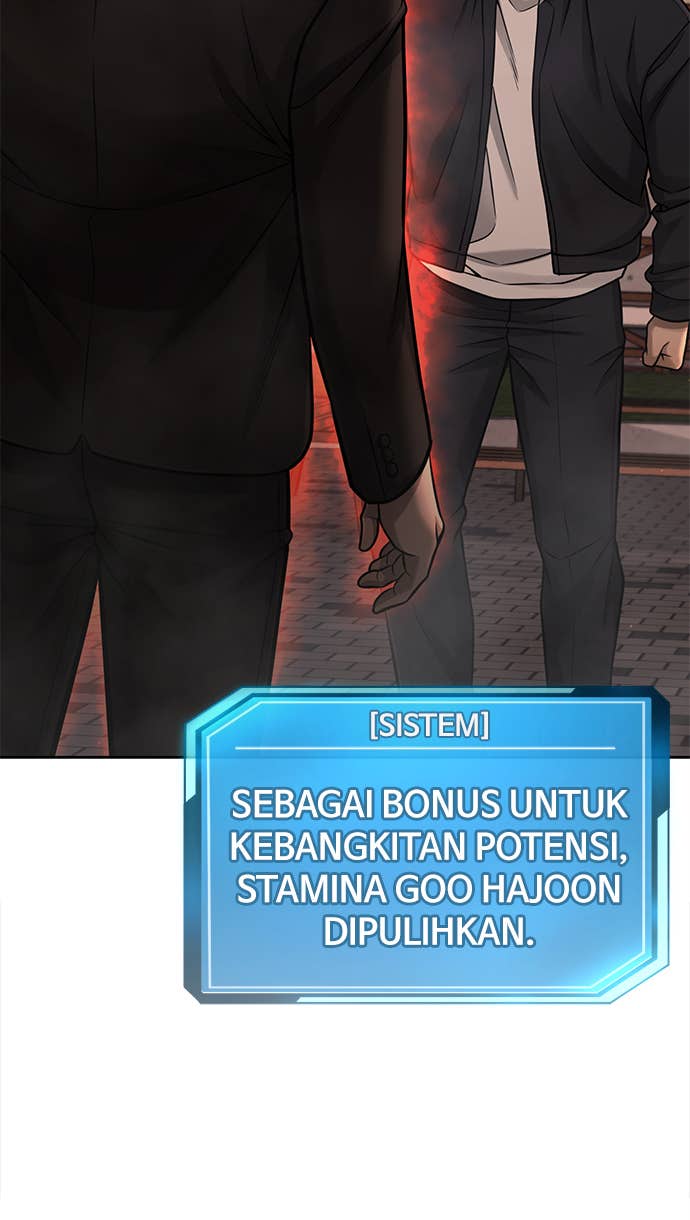 [SISTEM]
SEBAGAI BONUS UNTUK
KEBANGKITAN POTENSI,
STAMINA GOO HAJOON
DIPULIHKAN.